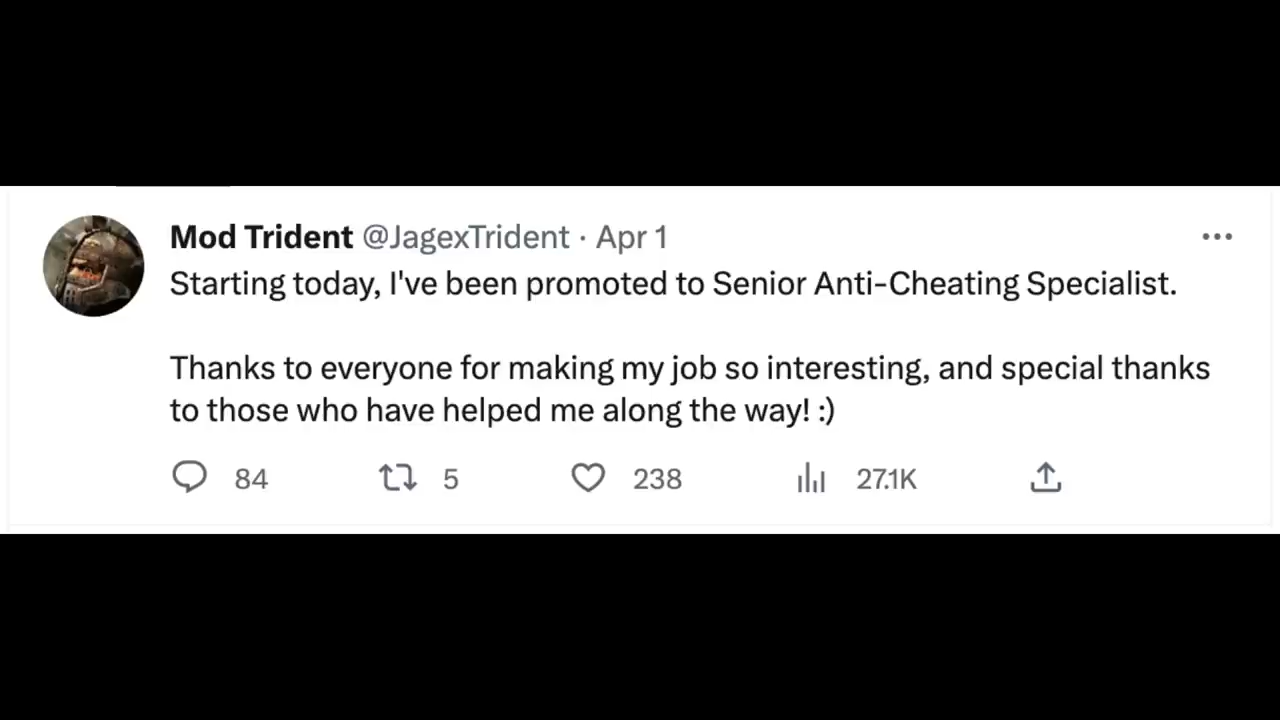 Mod Trident @JagexTrident · Apr 1
Starting today, I've been promoted to Senior Anti-Cheating Specialist.
Thanks to everyone for making my job so interesting, and special thanks
to those who have helped me along the way! :)
84 5 238 27.1K